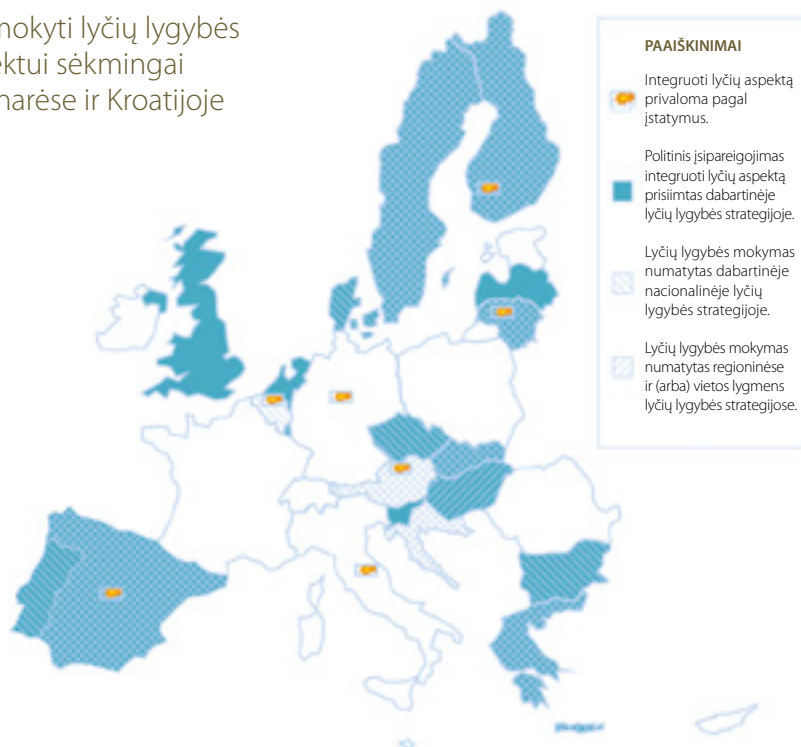 mokyti lyčių lygybės
ektui sėkmingai
narėse ir Kroatijoje
PAAIŠKINIMAI
Integruoti lyčių aspektą
privaloma pagal
įstatymus.
Politinis įsipareigojimas
integruoti lyčių aspektą
prisiimtas dabartinėje
lyčių lygybės strategijoje.
Lyčių lygybės mokymas
numatytas dabartinėje
nacionalinėje lyčių
lygybės strategijoje.
Lyčių lygybės mokymas
numatytas regioninėse
ir (arba) vietos lygmens
lyčių lygybės strategijose.